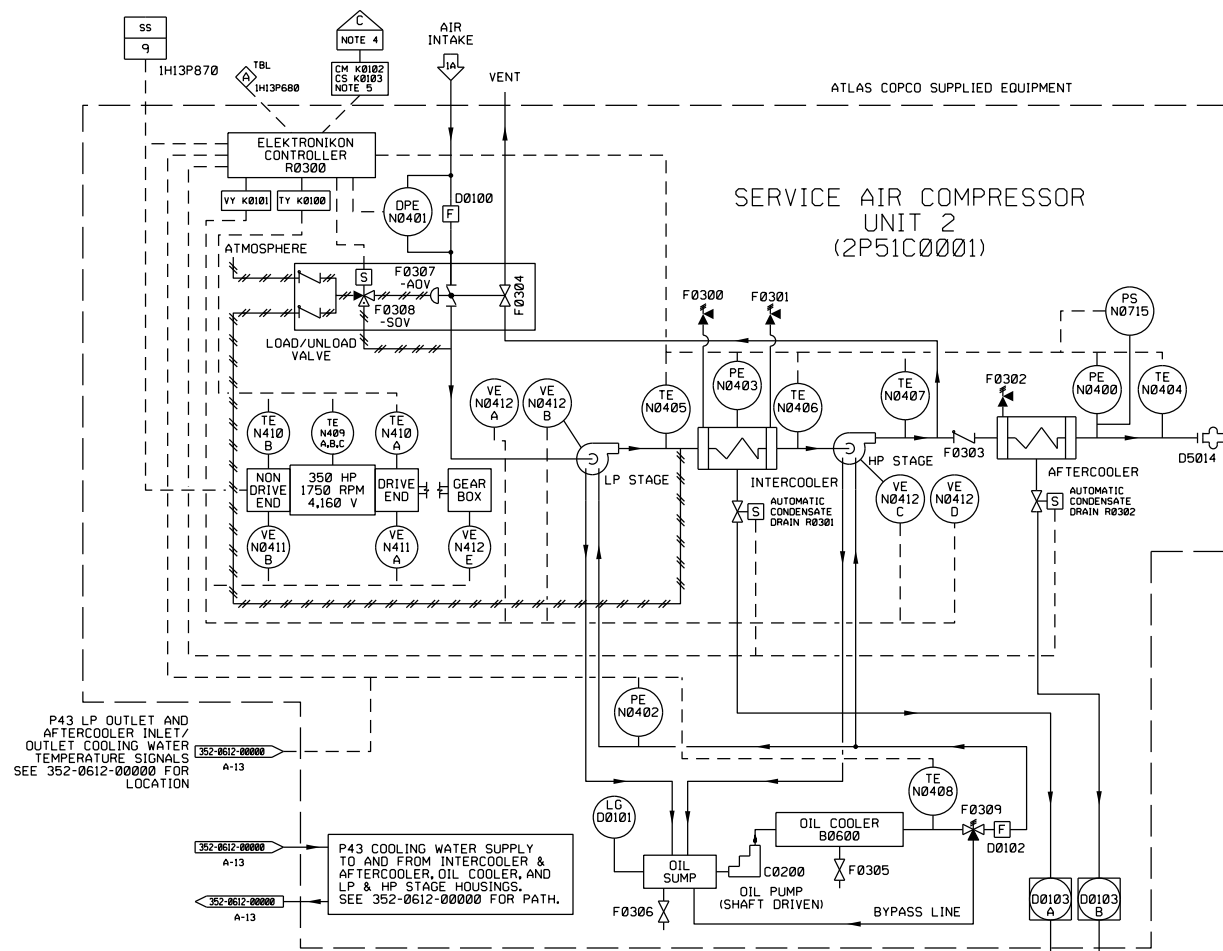 SS
9
1H13P870
A
TBL
1H13P680
C
NOTE 4
CM K0102
CS K0103
NOTE 5
AIR
INTAKE
1A
VENT
ATLAS COPCO SUPPLIED EQUIPMENT
ELEKTRONIKON
CONTROLLER
R0300
VY K0101
TY K0100
DPE
N0401
D0100
F
SERVICE AIR COMPRESSOR
UNIT 2
(2P51C0001)
ATMOSPHERE
S
F0307
-AOV
F0308
-SOV
F0304
LOAD/UNLOAD
VALVE
F0300
F0301
PS
N0715
VE
N0412
A
VE
N0412
B
TE
N0405
PE
N0403
TE
N0406
TE
N0407
F0302
PE
N0400
TE
N0404
TE
N410
B
TE
N409
A,B,C
TE
N410
A
NON
DRIVE
END
350 HP
1750 RPM
4,160 V
DRIVE
END
GEAR
BOX
LP STAGE
INTERCOOLER
HP STAGE
F0303
AFTERCOOLER
D5014
VE
N0411
B
VE
N411
A
VE
N412
E
S
AUTOMATIC
CONDENSATE
DRAIN R0301
VE
N0412
C
VE
N0412
D
S
AUTOMATIC
CONDENSATE
DRAIN R0302
P43 LP OUTLET AND
AFTERCOOLER INLET/
OUTLET COOLING WATER
TEMPERATURE SIGNALS
SEE 352-0612-00000 FOR
LOCATION
352-0612-00000
A-13
PE
N0402
TE
N0408
LG
D0101
OIL COOLER
B0600
F0309
F
D0102
352-0612-00000
A-13
352-0612-00000
A-13
P43 COOLING WATER SUPPLY
TO AND FROM INTERCOOLER &
AFTERCOOLER, OIL COOLER, AND
LP & HP STAGE HOUSINGS.
SEE 352-0612-00000 FOR PATH.
OIL
SUMP
C0200
OIL PUMP
(SHAFT DRIVEN)
F0305
F0306
BYPASS LINE
D0103
A
D0103
B